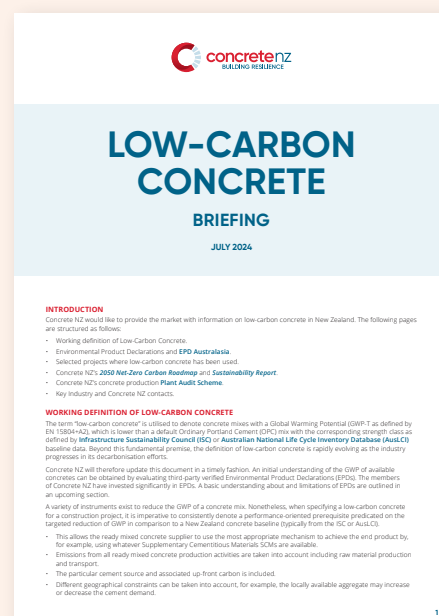 concretenz
BUILDING RESILIENCE
LOW-CARBON
CONCRETE
BRIEFING
JULY 2024
INTRODUCTION
Concrete NZ would like to provide the market with information on low-carbon concrete in New Zealand. The following pages
are structured as follows:
• Working definition of Low-Carbon Concrete.
• Environmental Product Declarations and EPD Australasia.
• Selected projects where low-carbon concrete has been used.
• Concrete NZ's 2050 Net-Zero Carbon Roadmap and Sustainability Report.
• Concrete NZ's concrete production Plant Audit Scheme.
• Key Industry and Concrete NZ contacts.
WORKING DEFINITION OF LOW-CARBON CONCRETE
The term "low-carbon concrete" is utilised to denote concrete mixes with a Global Warming Potential (GWP-T as defined by
EN 15804+A2), which is lower than a default Ordinary Portland Cement (OPC) mix with the corresponding strength class as
defined by Infrastructure Sustainability Council (ISC) or Australian National Life Cycle Inventory Database (AusLCI)
baseline data. Beyond this fundamental premise, the definition of low-carbon concrete is rapidly evolving as the industry
progresses in its decarbonisation efforts.
Concrete NZ will therefore update this document in a timely fashion. An initial understanding of the GWP of available
concretes can be obtained by evaluating third-party verified Environmental Product Declarations (EPDs). The members
of Concrete NZ have invested significantly in EPDs. A basic understanding about and limitations of EPDs are outlined in
an upcoming section.
A variety of instruments exist to reduce the GWP of a concrete mix. Nonetheless, when specifying a low-carbon concrete
for a construction project, it is imperative to consistently denote a performance-oriented prerequisite predicated on the
targeted reduction of GWP in comparison to a New Zealand concrete baseline (typically from the ISC or AusLCI).
• This allows the ready mixed concrete supplier to use the most appropriate mechanism to achieve the end product by,
for example, using whatever Supplementary Cementitious Materials SCMs are available.
• Emissions from all ready mixed concrete production activities are taken into account including raw material production
and transport.
• The particular cement source and associated up-front carbon is included.
• Different geographical constraints can be taken into account, for example, the locally available aggregate may increase
or decrease the cement demand.
1